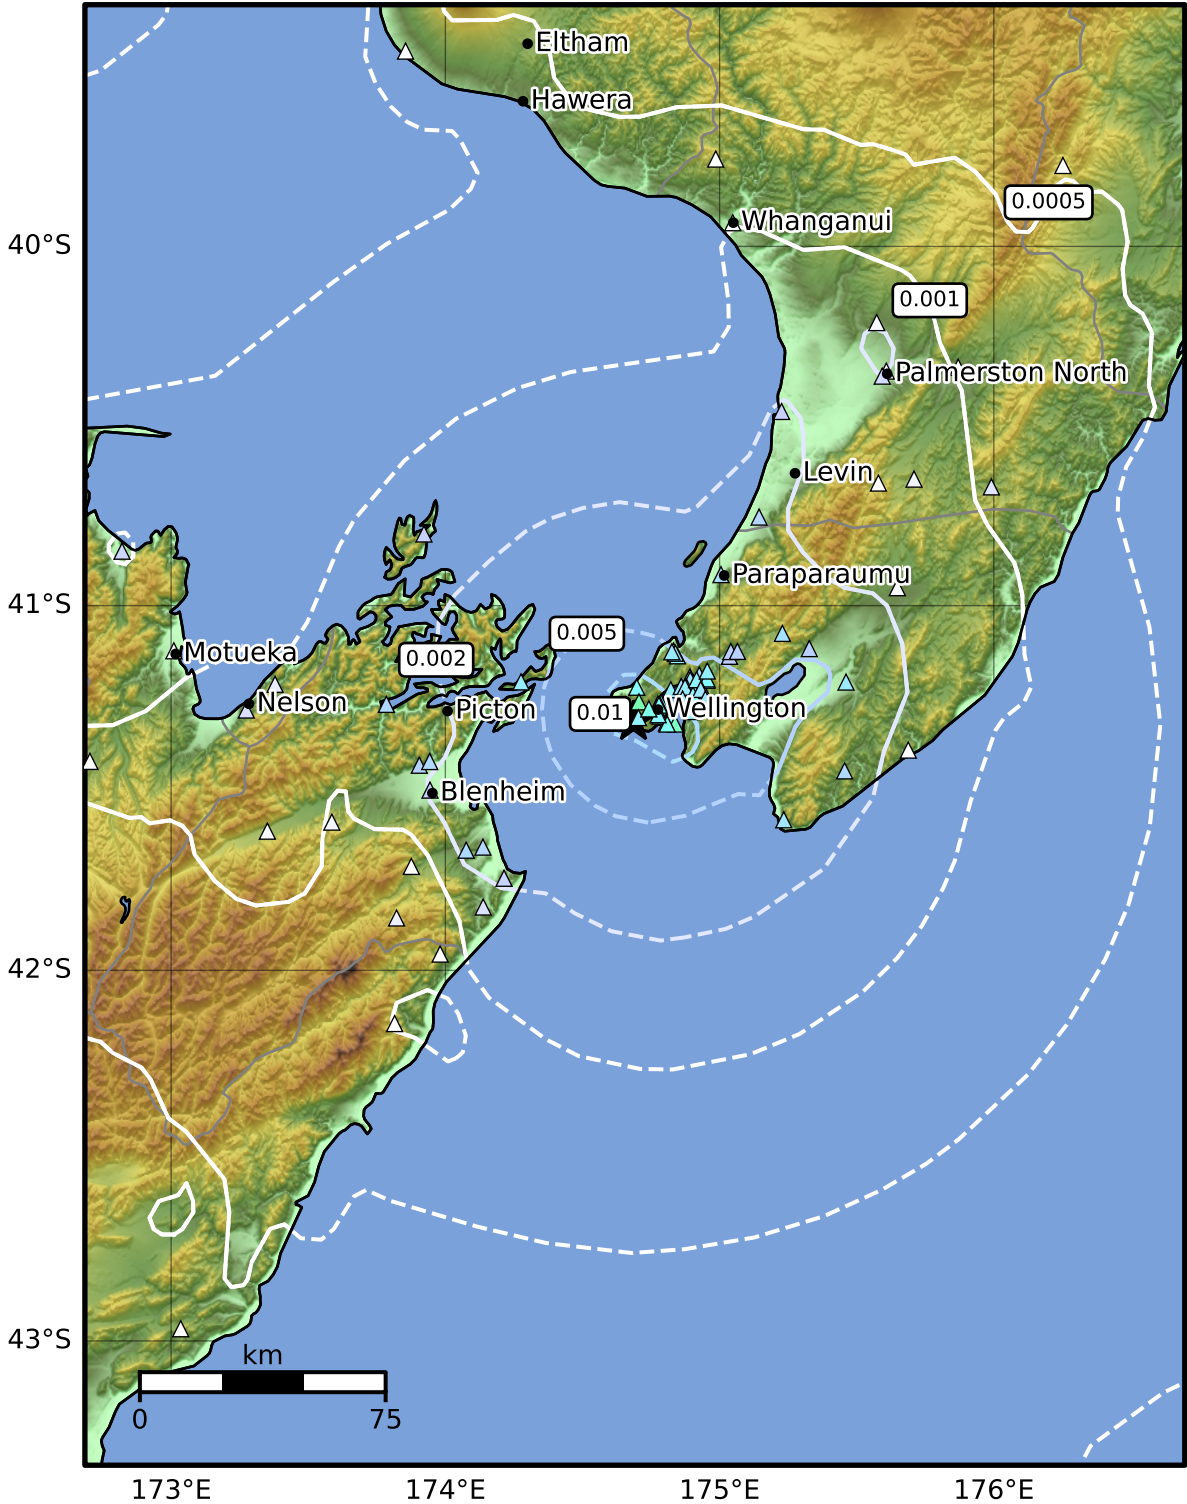 Eltham
Hawera
0.0005
Whanganui
40°S
0.001
Palmerston North
Levin
Paraparaumu
41°S
0.005
Motueka
0.002
Nelson
Picton
0.01
Wellington
Blenheim
42°S
43°S
km
0
75
173°E
174°E
175°E
176°E